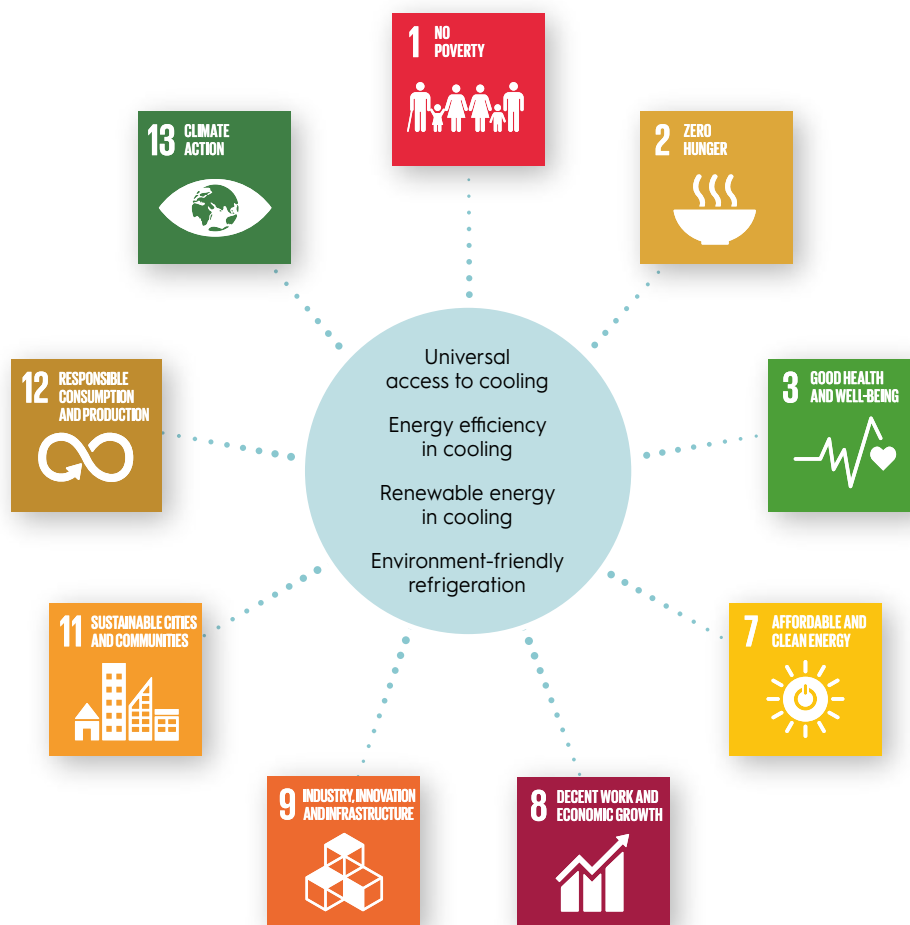 1 NO
POVERTY
2 ZERO
HUNGER
3 GOOD HEALTH
AND WELL-BEING
7 AFFORDABLE AND
CLEAN ENERGY
8 DECENT WORK AND
ECONOMIC GROWTH
9 INDUSTRY, INNOVATION
AND INFRASTRUCTURE
11 SUSTAINABLE CITIES
AND COMMUNITIES
12 RESPONSIBLE
CONSUMPTION
AND PRODUCTION
13 CLIMATE
ACTION
Universal
access to cooling
Energy efficiency
in cooling
Renewable energy
in cooling
Environment-friendly
refrigeration